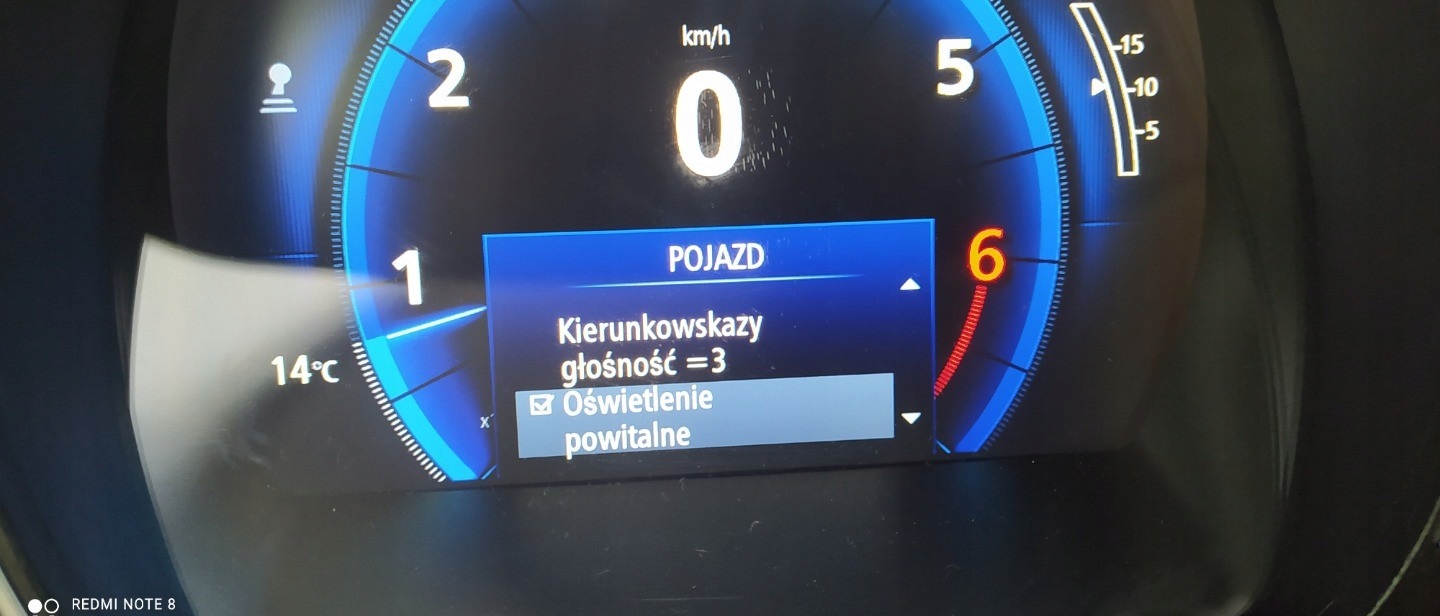 km/h
2
0
5
15
10
5
1
6
14°C
POJAZD
Kierunkowskazy
głośność =3
Oświetlenie
powitalne
REDMI NOTE 8